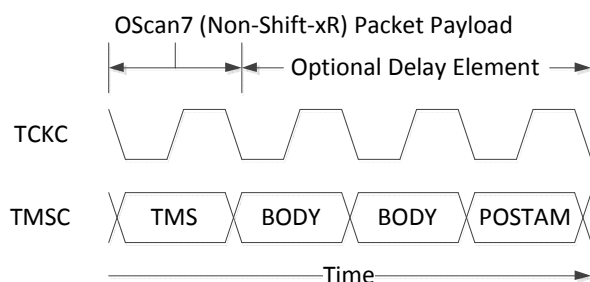 OScan7 (Non-Shift-xR) Packet Payload
Optional Delay Element
TCKC
TMSC TMS BODY BODY POSTAM
Time